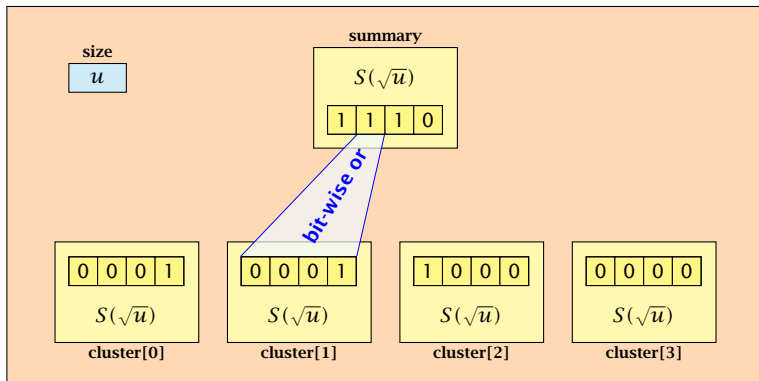 size
u
summary
S(√u)
1 1 1 0
bit-wise or
0 0 0 1
S(√u)
cluster[0]
0 0 0 1
S(√u)
cluster[1]
1 0 0 0
S(√u)
cluster[2]
0 0 0 0
S(√u)
cluster[3]